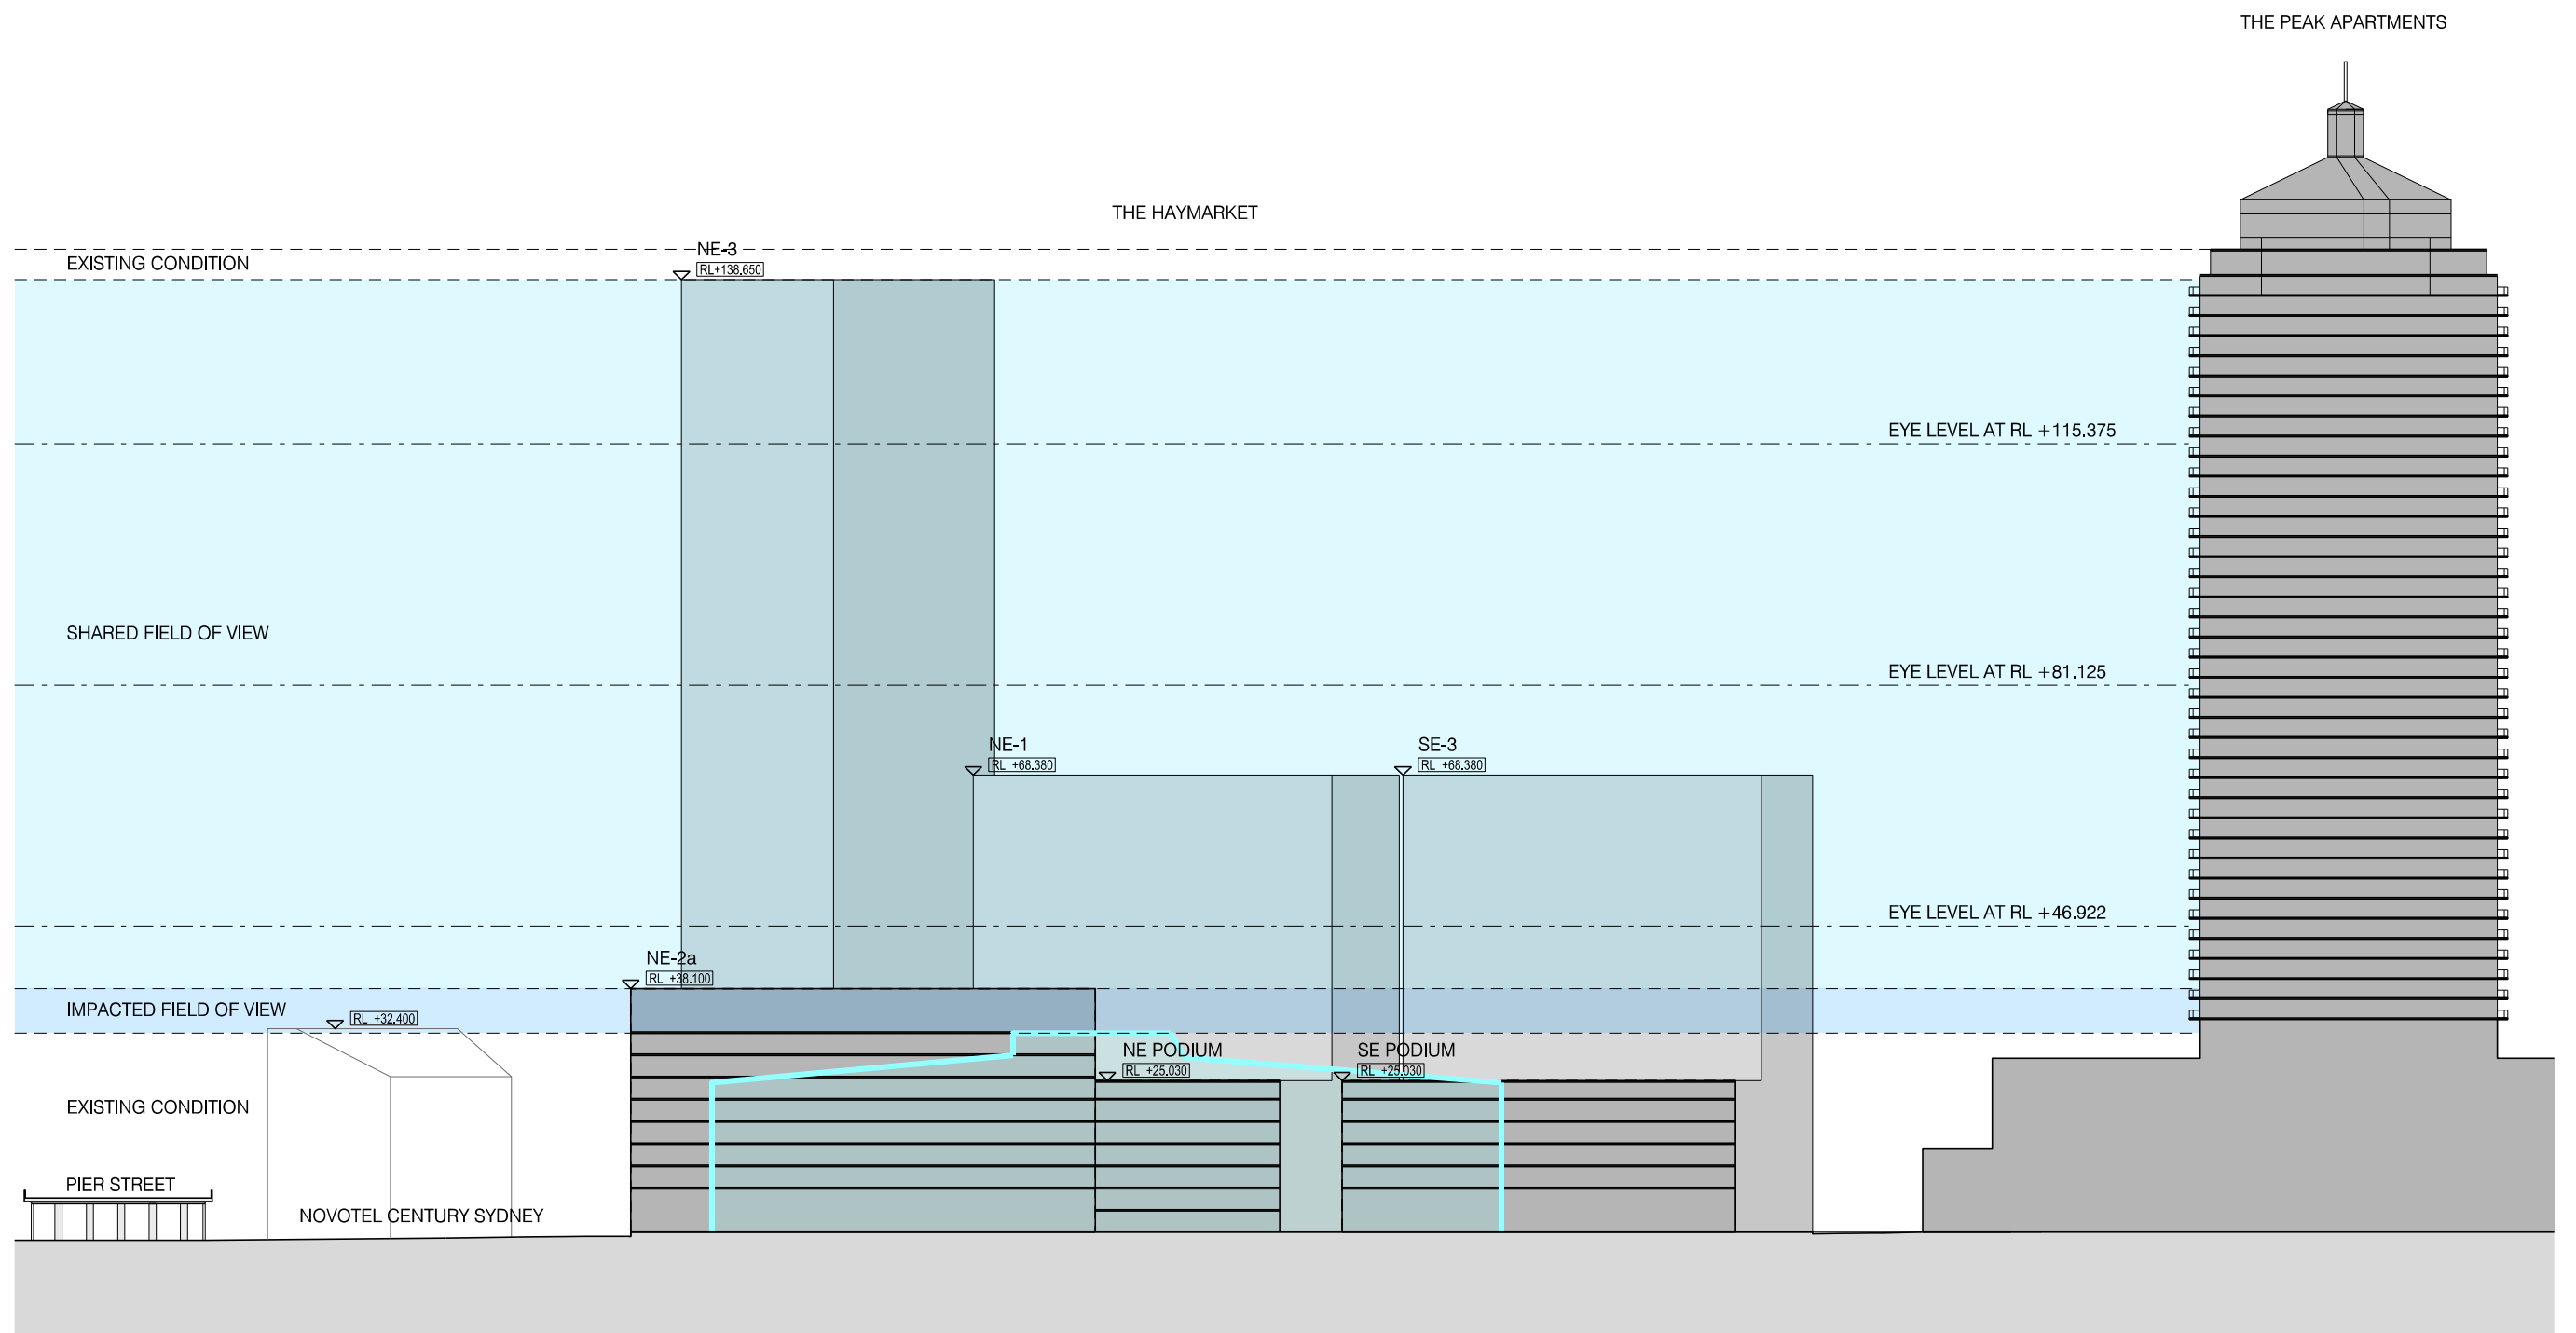 THE PEAK APARTMENTS
THE HAYMARKET
NE-3
EXISTING CONDITION
RL+138.650
EYE LEVEL AT RL +115.375
SHARED FIELD OF VIEW
EYE LEVEL AT RL +81.125
NE-1
SE-3
RL +68.380
RL +68.380
EYE LEVEL AT RL +46.922
NE-2a
RL +38.100
IMPACTED FIELD OF VIEW
RL +32.400
NE PODIUM
SE PODIUM
RL +25.030
RL +25.030
EXISTING CONDITION
PIER STREET
NOVOTEL CENTURY SYDNEY